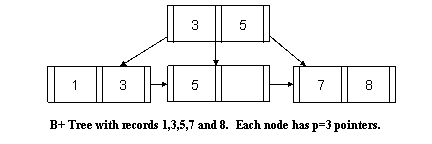 3 5
1 3 5 7 8
B+ Tree with records 1,3,5,7 and 8. Each node has p=3 pointers.